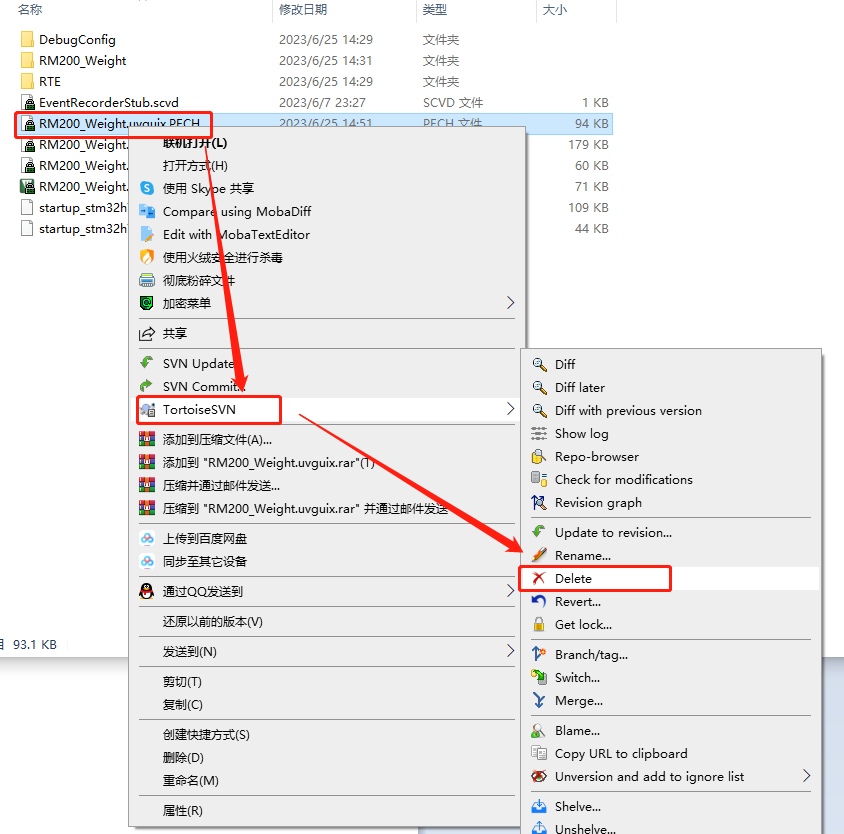 名称 修改日期 类型 大小
DebugConfig 2023/6/25 14:29 文件夹
RM200_Weight 2023/6/25 14:31 文件夹
RTE 2023/6/25 14:29 文件夹
EventRecorderStub.scvd 2023/6/7 23:27 SCVD 文件 1 KB
RM200_Weight.uvguix.PECH 2023/6/25 14:51 PECH 文件 94 KB
RM200_Weight. 179 KB
RM200_Weight. 60 KB
RM200_Weight. 71 KB
startup_stm32h 109 KB
startup_stm32h 44 KB
93.1 KB
联机打开(L)
打开方式(H)
使用 Skype 共享
Compare using MobaDiff
Edit with MobaTextEditor
使用火绒安全进行杀毒
彻底粉碎文件
加密菜单
共享
SVN Update
SVN Commit...
TortoiseSVN
添加到压缩文件(A)...
添加到 "RM200_Weight.uvguix.rar"(T)
压缩并通过邮件发送...
压缩到 "RM200_Weight.uvguix.rar" 并通过邮件发送
上传到百度网盘
同步至其它设备
通过QQ发送到
还原以前的版本(V)
发送到(N)
剪切(T)
复制(C)
创建快捷方式(S)
删除(D)
重命名(M)
属性(R)
Diff
Diff later
Diff with previous version
Show log
Repo-browser
Check for modifications
Revision graph
Update to revision...
Rename...
Delete
Revert...
Get lock...
Branch/tag...
Switch...
Merge...
Blame...
Copy URL to clipboard
Unversion and add to ignore list
Shelve...
Unshelve...